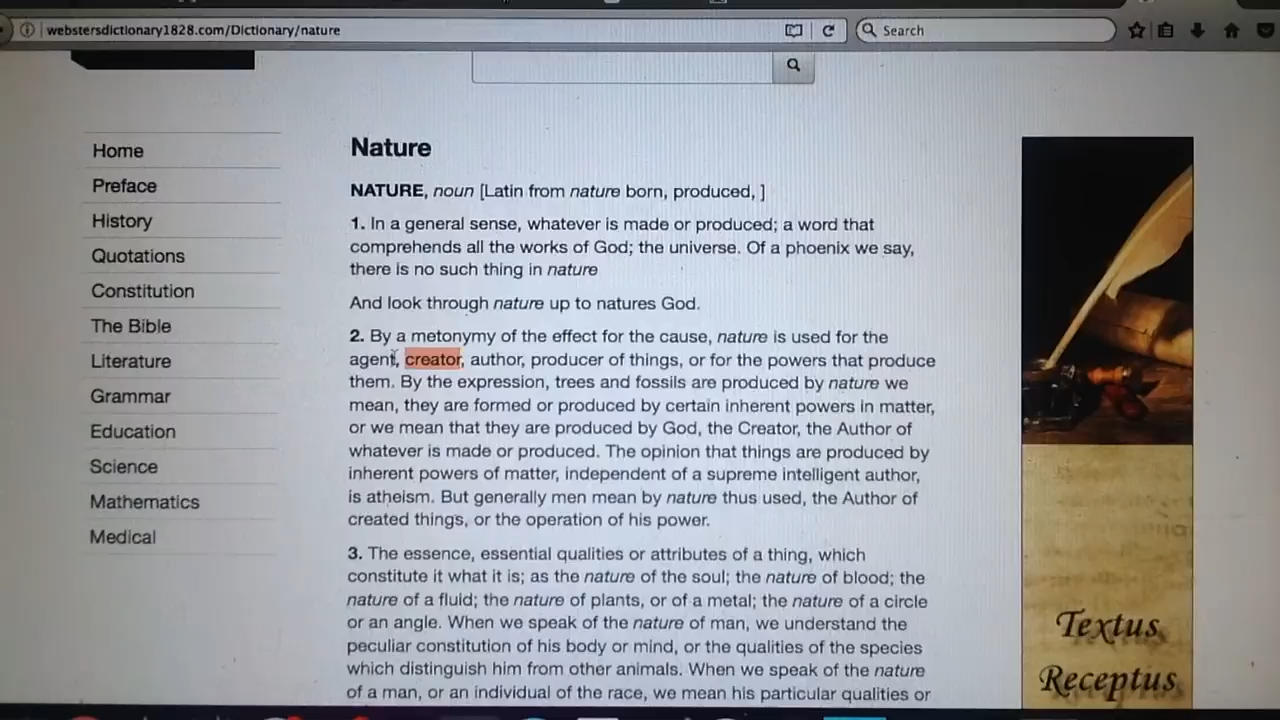 webstersdictionary1828.com/Dictionary/nature
Search
Home
Preface
History
Quotations
Constitution
The Bible
Literature
Grammar
Education
Science
Mathematics
Medical
Nature
NATURE, noun [Latin from nature born, produced, ]
1. In a general sense, whatever is made or produced; a word that
comprehends all the works of God; the universe. Of a phoenix we say,
there is no such thing in nature
And look through nature up to natures God.
2. By a metonymy of the effect for the cause, nature is used for the
agent, creator, author, producer of things, or for the powers that produce
them. By the expression, trees and fossils are produced by nature we
mean, they are formed or produced by certain inherent powers in matter,
or we mean that they are produced by God, the Creator, the Author of
whatever is made or produced. The opinion that things are produced by
inherent powers of matter, independent of a supreme intelligent author,
is atheism. But generally men mean by nature thus used, the Author of
created things, or the operation of his power.
3. The essence, essential qualities or attributes of a thing, which
constitute it what it is; as the nature of the soul; the nature of blood; the
nature of a fluid; the nature of plants, or of a metal; the nature of a circle
or an angle. When we speak of the nature of man, we understand the
peculiar constitution of his body or mind, or the qualities of the species
which distinguish him from other animals. When we speak of the nature
of a man, or an individual of the race, we mean his particular qualities or
Textus
Receptus